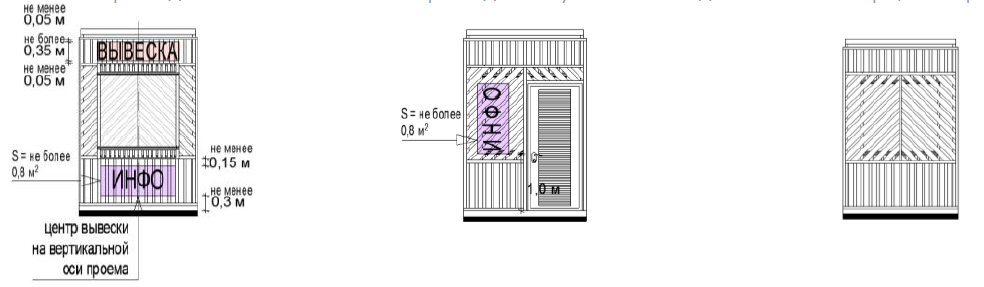 не менее
0,05 м
не более
0,35 м
не менее
0,05 м
ВЫВЕСКА
S = не более
0,8 м²
ИНФО
не менее
0,15 м
не менее
0,3 м
центр вывески
на вертикальной
оси проема
S = не более
0,8 м²
ИНФО
1,0 м